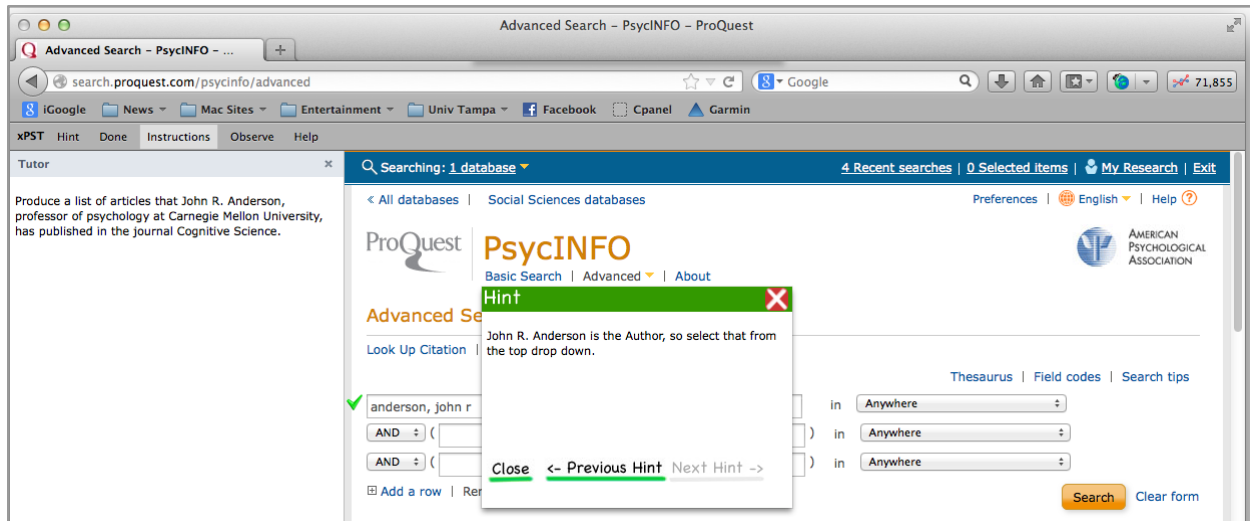 Advanced Search – PsycINFO – ProQuest
Advanced Search – PsycINFO – ... +
search.proquest.com/psycinfo/advanced 8 Google 71,855
8 iGoogle News Mac Sites Entertainment Univ Tampa f Facebook Cpanel Garmin
xPST Hint Done Instructions Observe Help
Tutor ×
Searching: 1 database 4 Recent searches | 0 Selected items | My Research | Exit
Produce a list of articles that John R. Anderson,
professor of psychology at Carnegie Mellon University,
has published in the journal Cognitive Science.
« All databases | Social Sciences databases Preferences | English | Help ?
ProQuest PsycINFO
AMERICAN
PSYCHOLOGICAL
ASSOCIATION
Basic Search | Advanced | About
Hint X
Advanced Se
John R. Anderson is the Author, so select that from
the top drop down.
Look Up Citation |
Thesaurus | Field codes | Search tips
anderson, john r in Anywhere
AND ( ) in Anywhere
AND ( ) in Anywhere
Close <- Previous Hint Next Hint ->
Add a row | Rer
Search Clear form